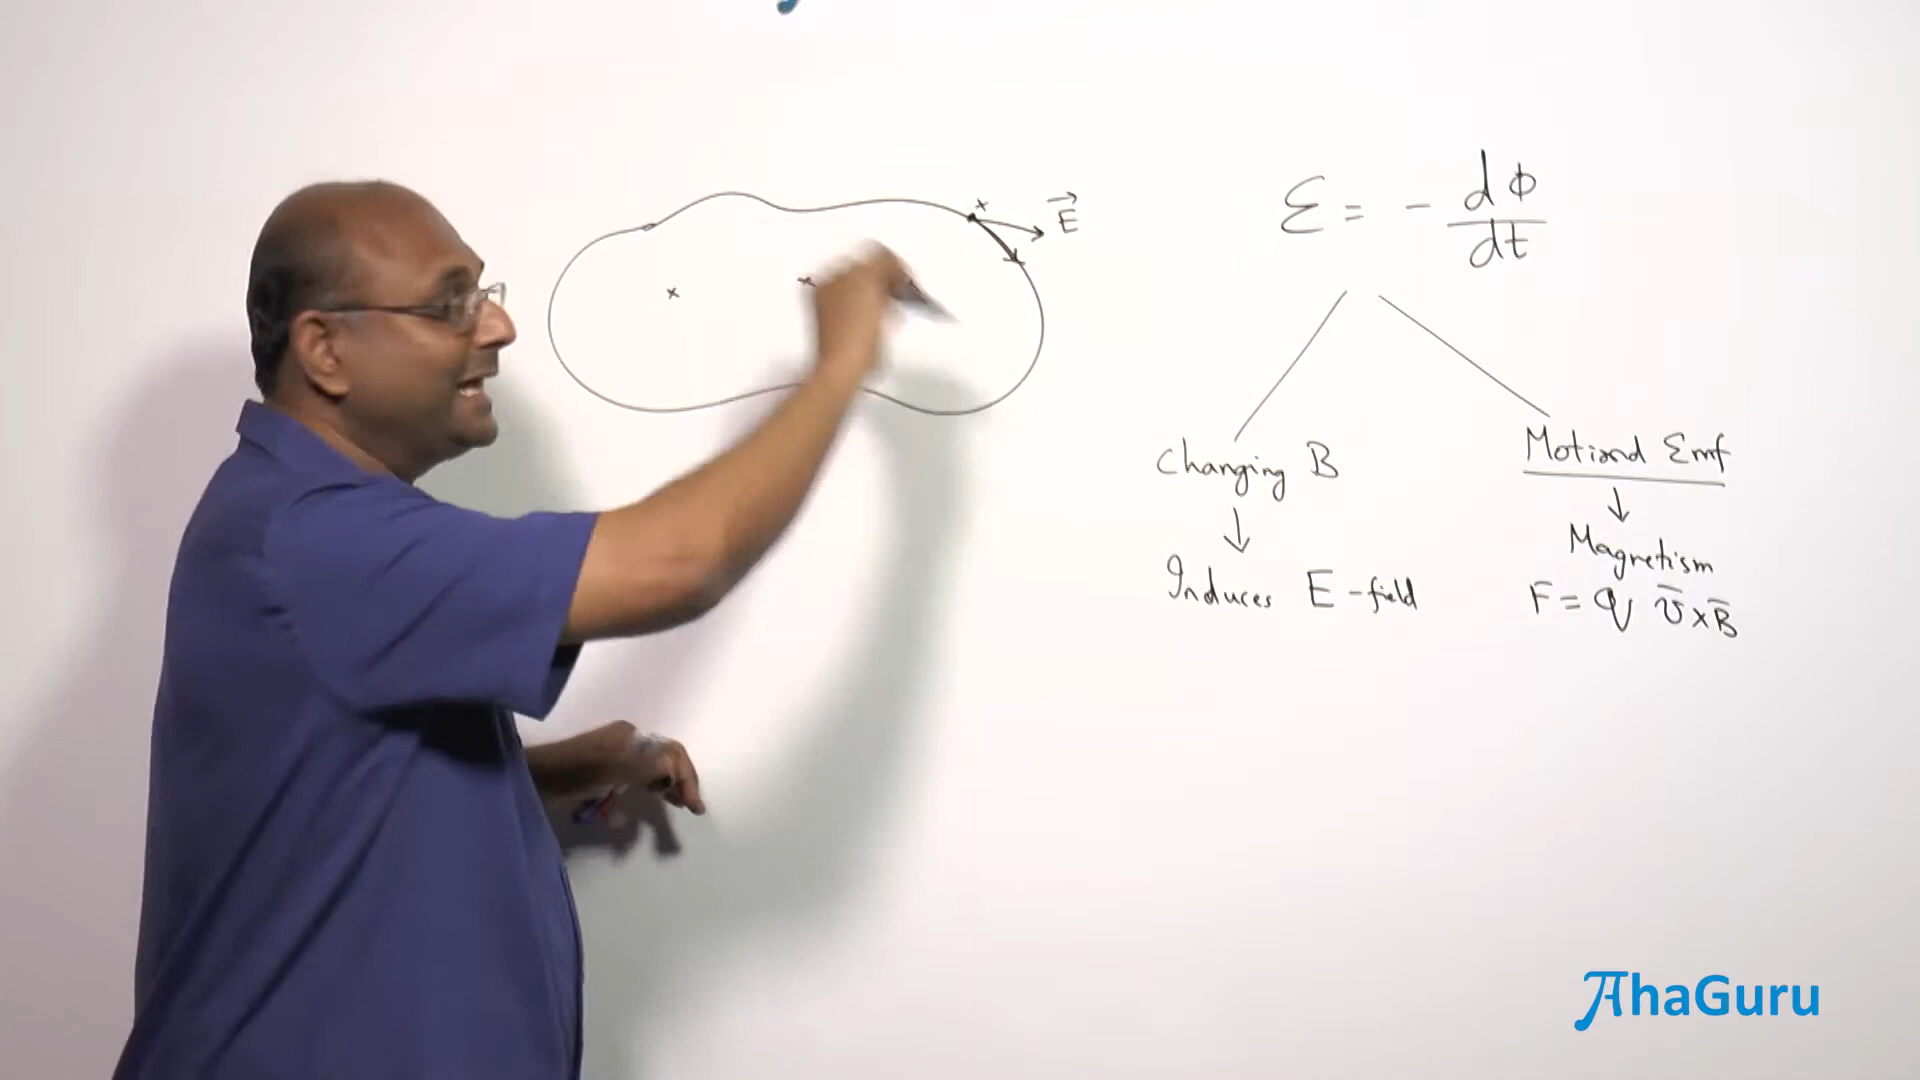 x
E⃗
x
x
Ɛ = - dϕ/dt
Changing B
↓
Induces E-field
Motional Emf
↓
Magnetism
F̄ = q v̄ x B̄
AhaGuru